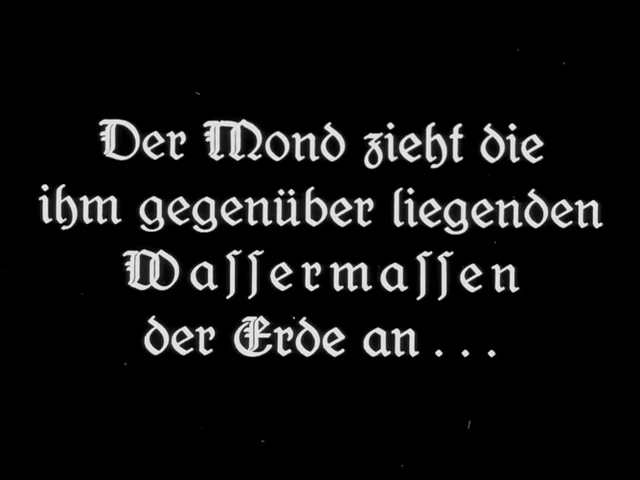 Der Mond zieht die
ihm gegenüber liegenden
Waſſermaſſen
der Erde an...